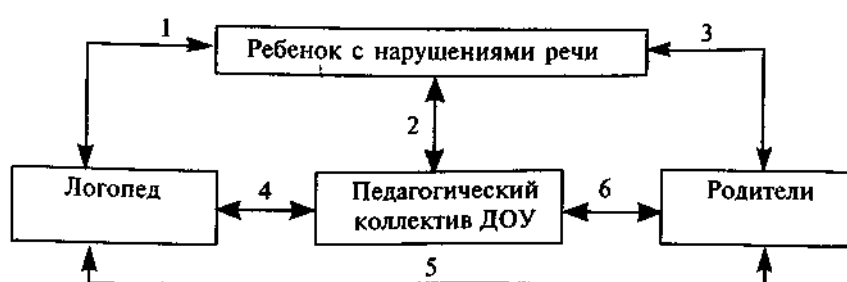 1
3
Ребенок с нарушениями речи
2
Логопед
4
Педагогический
коллектив ДОУ
6
Родители
5